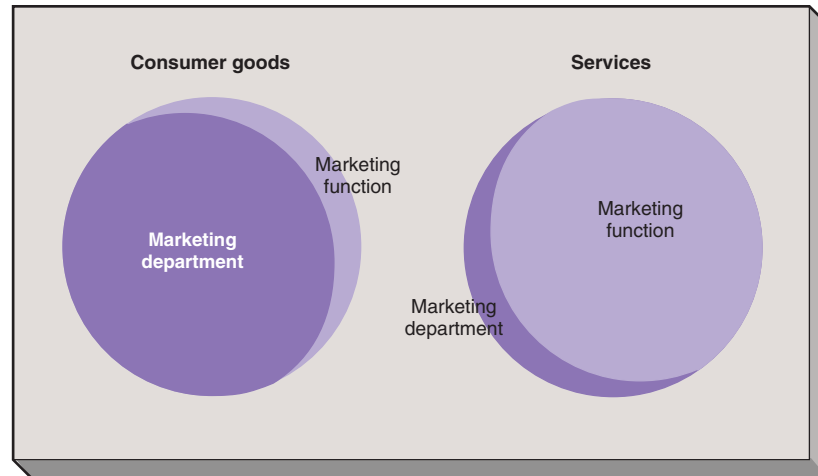 Consumer goods
Services
Marketing
function
Marketing
department
Marketing
function
Marketing
department